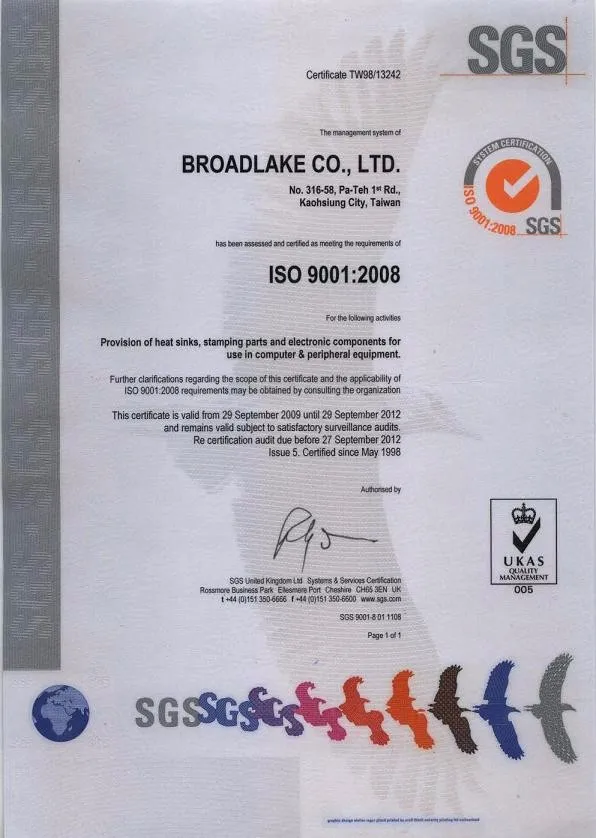 SGS
Certificate TW98/13242
The management system of
BROADLAKE CO., LTD.
No. 316-58, Pa-Teh 1st Rd.,
Kaohsiung City, Taiwan
SYSTEM CERTIFICATION
ISO 9001:2008
SGS
has been assessed and certified as meeting the requirements of
ISO 9001:2008
For the following activities
Provision of heat sinks, stamping parts and electronic components for
use in computer & peripheral equipment.
Further clarifications regarding the scope of this certificate and the applicability of
ISO 9001:2008 requirements may be obtained by consulting the organization
This certificate is valid from 29 September 2009 until 29 September 2012
and remains valid subject to satisfactory surveillance audits.
Re certification audit due before 27 September 2012
Issue 5. Certified since May 1998
Authorised by
SGS United Kingdom Ltd Systems & Services Certification
Rossmore Business Park Ellesmere Port Cheshire CH65 3EN UK
t +44 (0)151 350-6666 f +44 (0)151 350-6600 www.sgs.com
SGS 9001-8 01 1108
Page 1 of 1
UKAS
QUALITY
MANAGEMENT
005
SGSSGSSGS